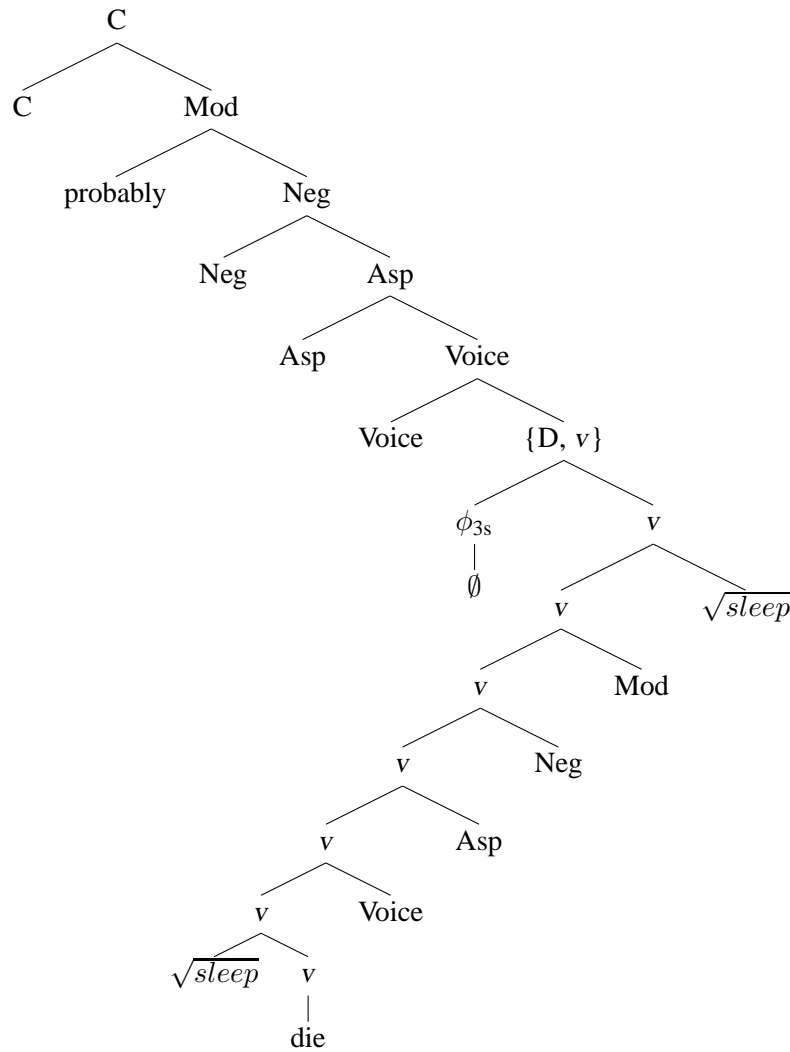 C
C Mod
probably Neg
Neg Asp
Asp Voice
Voice {D, v}
ϕ3s v
∅ v √sleep
v Mod
v Neg
v Asp
v Voice
√sleep v
die